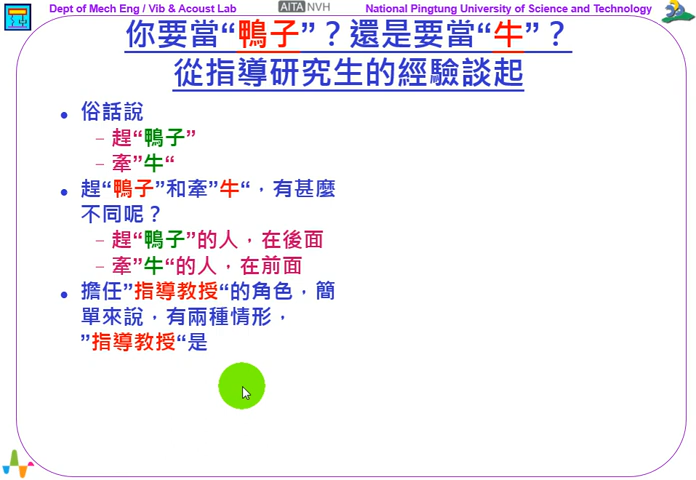 Dept of Mech Eng / Vib & Acoust Lab
AITA NVH
National Pingtung University of Science and Technology
你要當“鴨子”？還是要當“牛”？
從指導研究生的經驗談起
• 俗話說
– 趕“鴨子”
– 牽”牛“
• 趕“鴨子”和牽”牛“，有甚麼
不同呢？
– 趕“鴨子”的人，在後面
– 牽”牛“的人，在前面
• 擔任”指導教授“的角色，簡
單來說，有兩種情形，
”指導教授“是